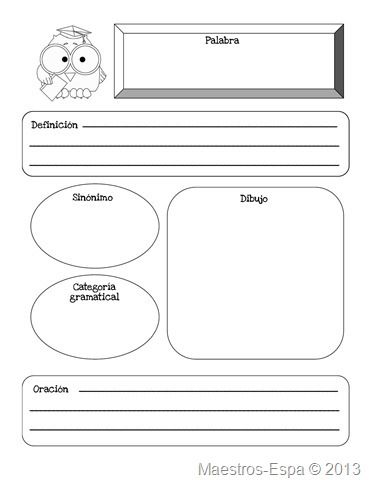 Palabra
Definición
Sinónimo
Dibujo
Categoría
gramatical
Oración
Maestros-Espa © 2013